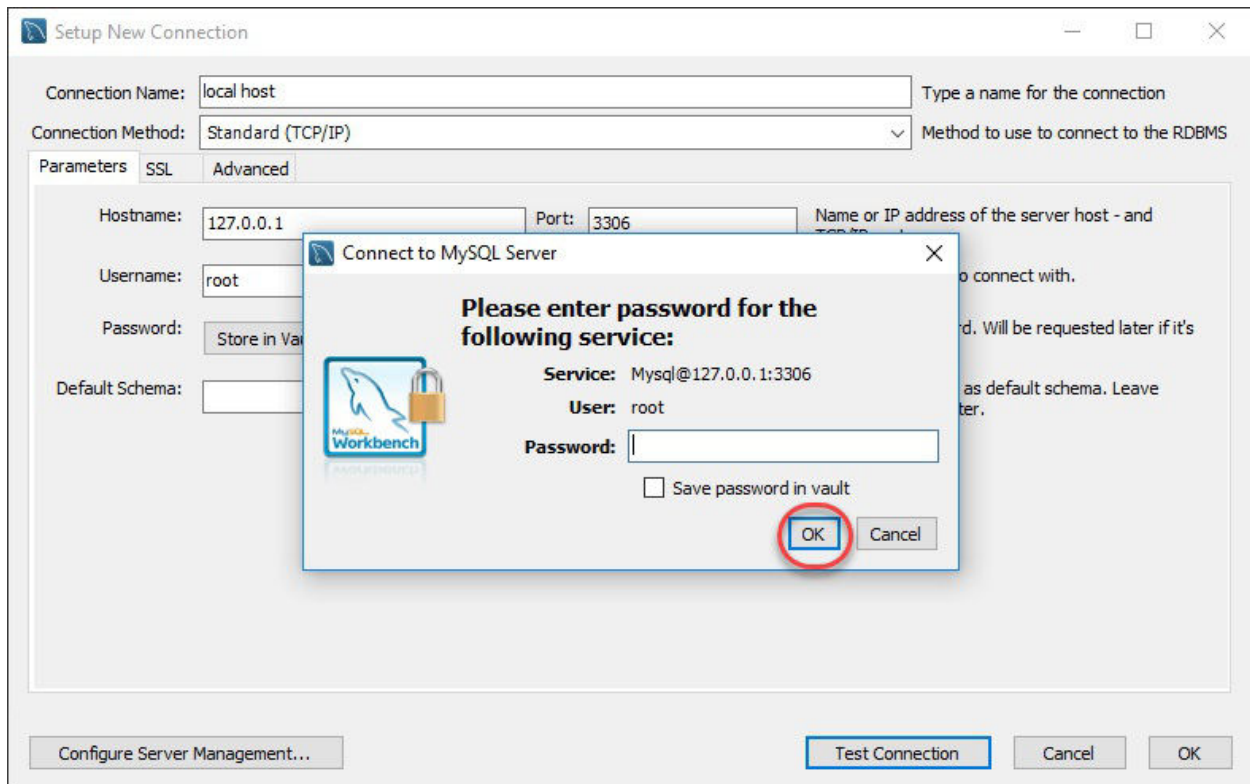 Setup New Connection
Connection Name: local host Type a name for the connection
Connection Method: Standard (TCP/IP) Method to use to connect to the RDBMS
Parameters SSL Advanced
Hostname: 127.0.0.1 Port: 3306 Name or IP address of the server host - and
Connect to MySQL Server
Username: root to connect with.
Please enter password for the
following service:
Password: Store in Vau d. Will be requested later if it's
Service: Mysql@127.0.0.1:3306
Default Schema: as default schema. Leave
User: root
MySQL
Workbench
Password:
Save password in vault
OK Cancel
Configure Server Management... Test Connection Cancel OK